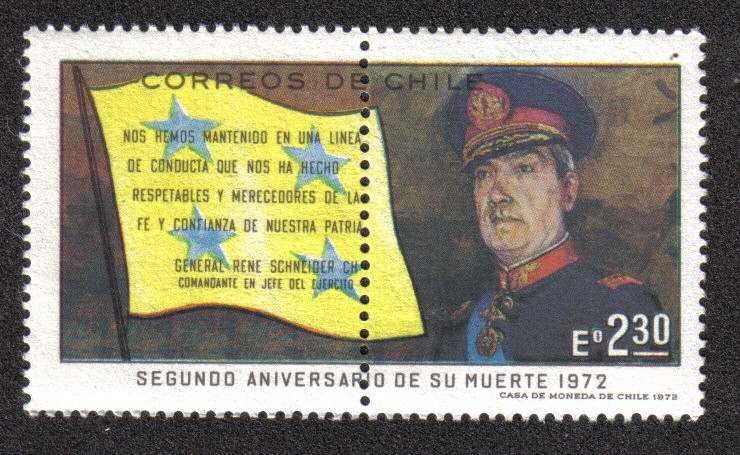 CORREOS DE CHILE
NOS HEMOS MANTENIDO EN UNA LINEA
DE CONDUCTA QUE NOS HA HECHO
RESPETABLES Y MERECEDORES DE LA
FE Y CONFIANZA DE NUESTRA PATRIA
GENERAL RENE SCHNEIDER CH
COMANDANTE EN JEFE DEL EJERCITO
Eº 2 30
SEGUNDO ANIVERSARIO DE SU MUERTE 1972
CASA DE MONEDA DE CHILE 1972